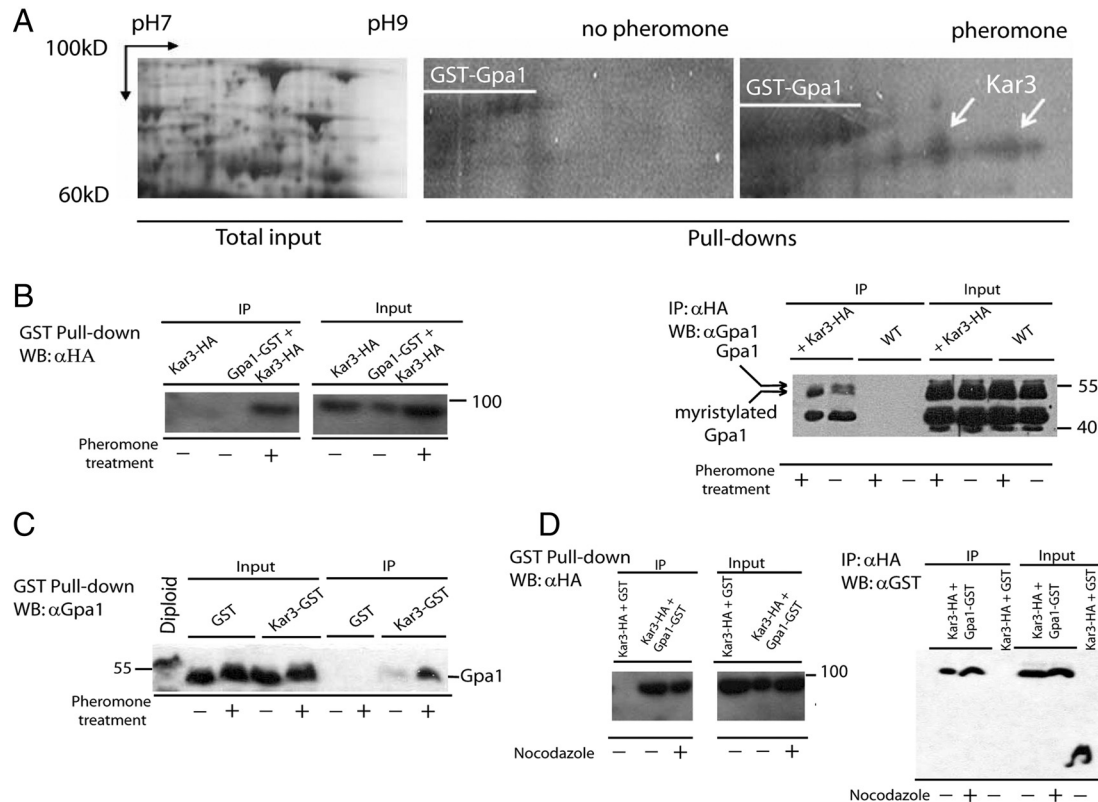 A
pH7
pH9
no pheromone
pheromone
100kD
GST-Gpa1
GST-Gpa1
Kar3
60kD
Total input
Pull-downs
B
IP
Input
GST Pull-down
WB: αHA
Kar3-HA
Gpa1-GST +
Kar3-HA
Kar3-HA
Gpa1-GST +
Kar3-HA
100
Pheromone
treatment
− − + − − +
IP
Input
IP: αHA
WB: αGpa1
+ Kar3-HA
WT
+ Kar3-HA
WT
Gpa1
55
myristylated
Gpa1
40
Pheromone
treatment
+ − + − + − + −
C
GST Pull-down
WB: αGpa1
Input
IP
Diploid
GST
Kar3-GST
GST
Kar3-GST
55
Gpa1
Pheromone
treatment
− + − + − + − +
D
GST Pull-down
WB: αHA
IP
Input
Kar3-HA + GST
Kar3-HA +
Gpa1-GST
Kar3-HA + GST
Kar3-HA +
Gpa1-GST
100
Nocodazole
− − + − − +
IP: αHA
WB: αGST
IP
Input
Kar3-HA +
Gpa1-GST
Kar3-HA + GST
Kar3-HA +
Gpa1-GST
Kar3-HA + GST
Nocodazole
− + − − + −